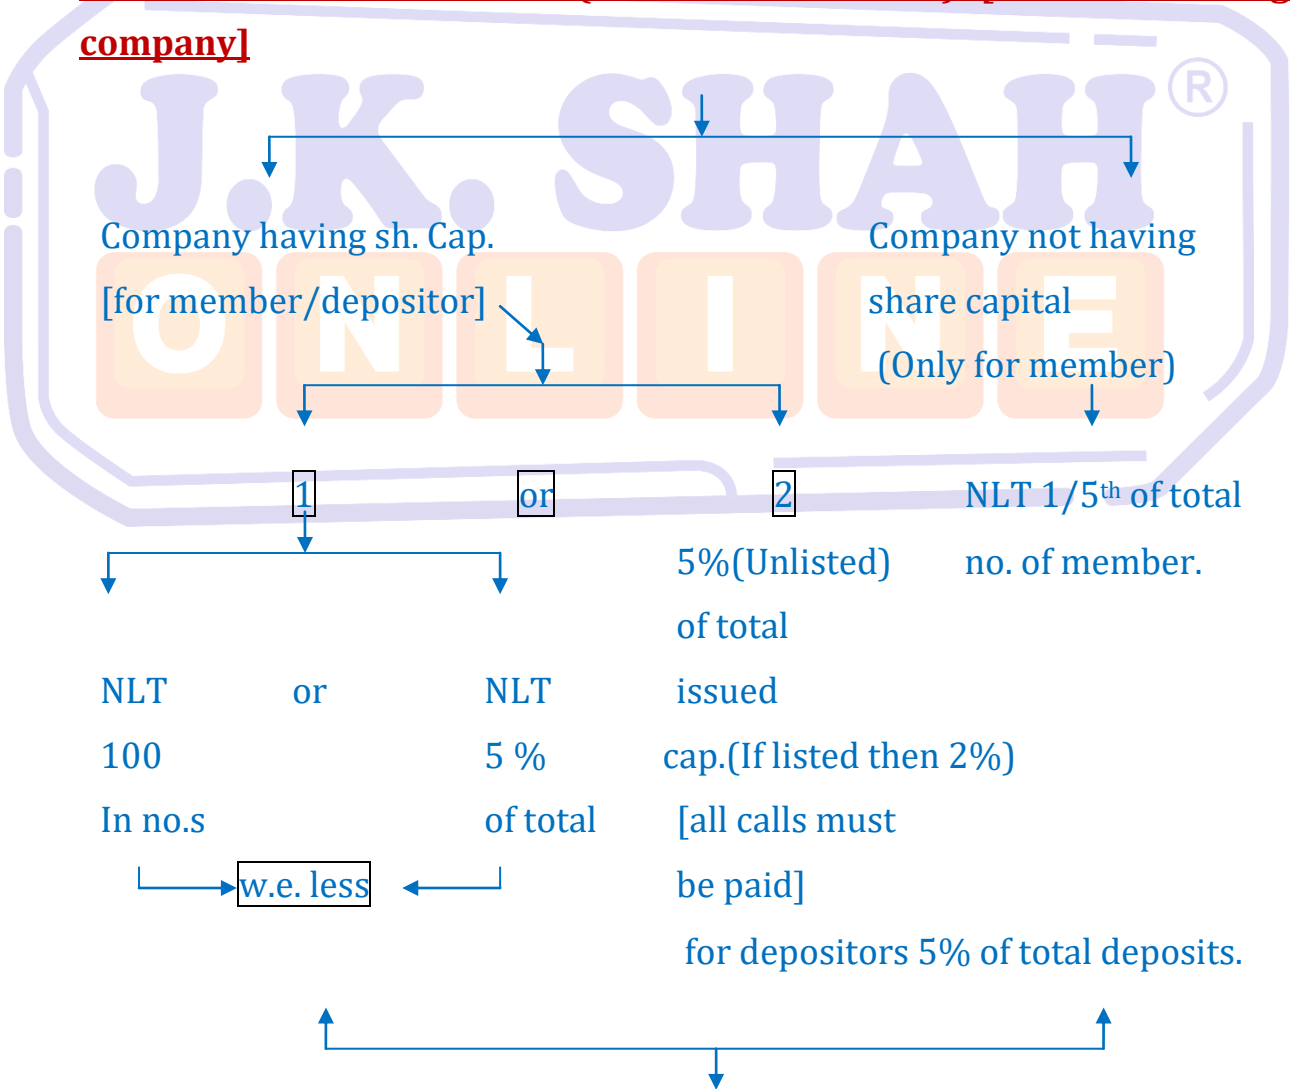 company]
J.K. SHAH®
ONLINE
Company having sh. Cap.
[for member/depositor]
Company not having
share capital
(Only for member)
1 or 2
NLT 1/5th of total
no. of member.
5%(Unlisted)
of total
issued
cap.(If listed then 2%)
[all calls must
be paid]
for depositors 5% of total deposits.
NLT or NLT
100 5 %
In no.s of total
w.e. less